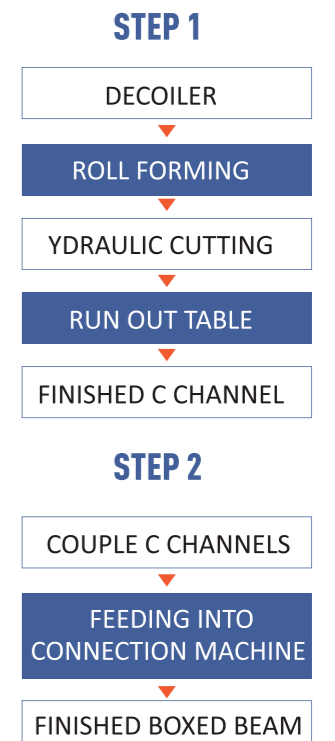 STEP 1
DECOILER
ROLL FORMING
YDRAULIC CUTTING
RUN OUT TABLE
FINISHED C CHANNEL
STEP 2
COUPLE C CHANNELS
FEEDING INTO
CONNECTION MACHINE
FINISHED BOXED BEAM